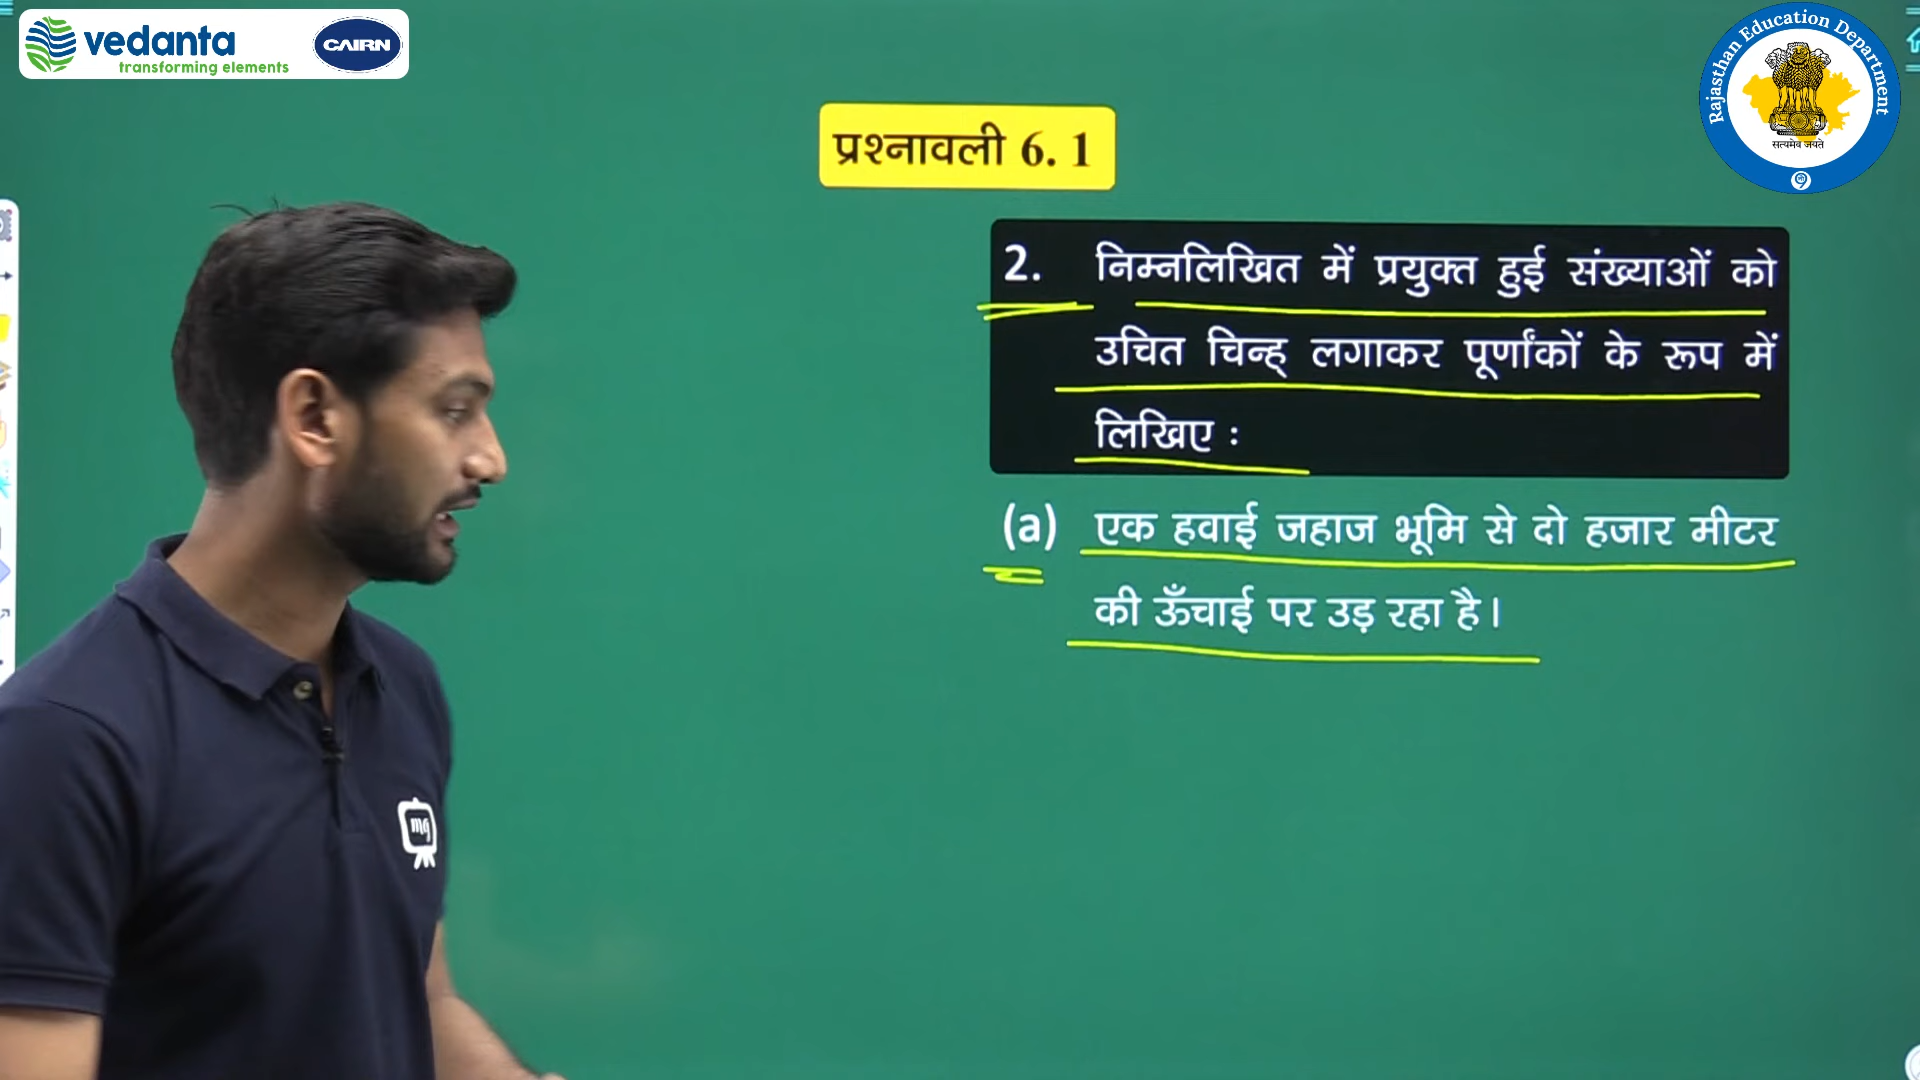 vedanta
transforming elements
CAIRN
Rajasthan Education Department
सत्यमेव जयते
प्रश्नावली 6.1
2. निम्नलिखित में प्रयुक्त हुई संख्याओं को
उचित चिन्ह् लगाकर पूर्णांकों के रूप में
लिखिए :
(a) एक हवाई जहाज भूमि से दो हजार मीटर
की ऊँचाई पर उड़ रहा है।
mg